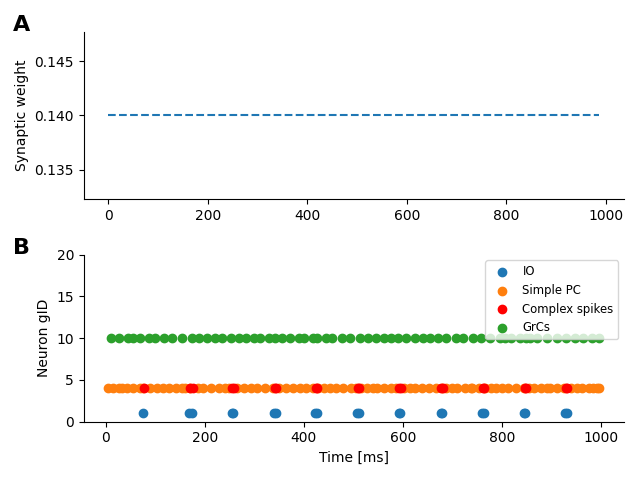 A
Synaptic weight
0.145
0.140
0.135
0 200 400 600 800 1000
B
Neuron gID
20
15
10
5
0
IO
Simple PC
Complex spikes
GrCs
0 200 400 600 800 1000
Time [ms]